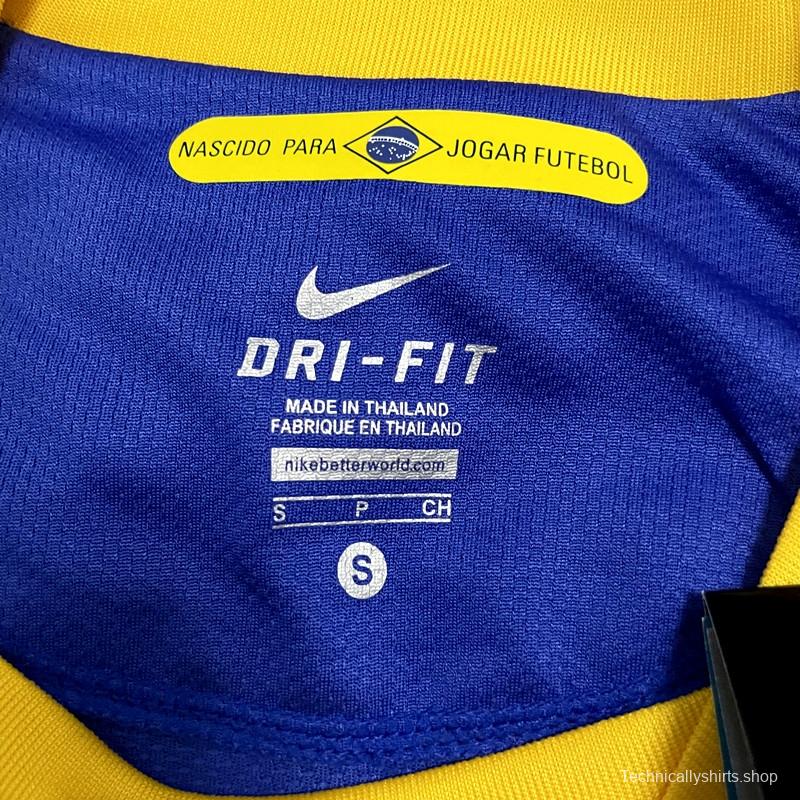 NASCIDO PARA JOGAR FUTEBOL
DRI-FIT
MADE IN THAILAND
FABRIQUE EN THAILAND
nikebetterworld.com
S P CH
S
Technicallyshirts.shop